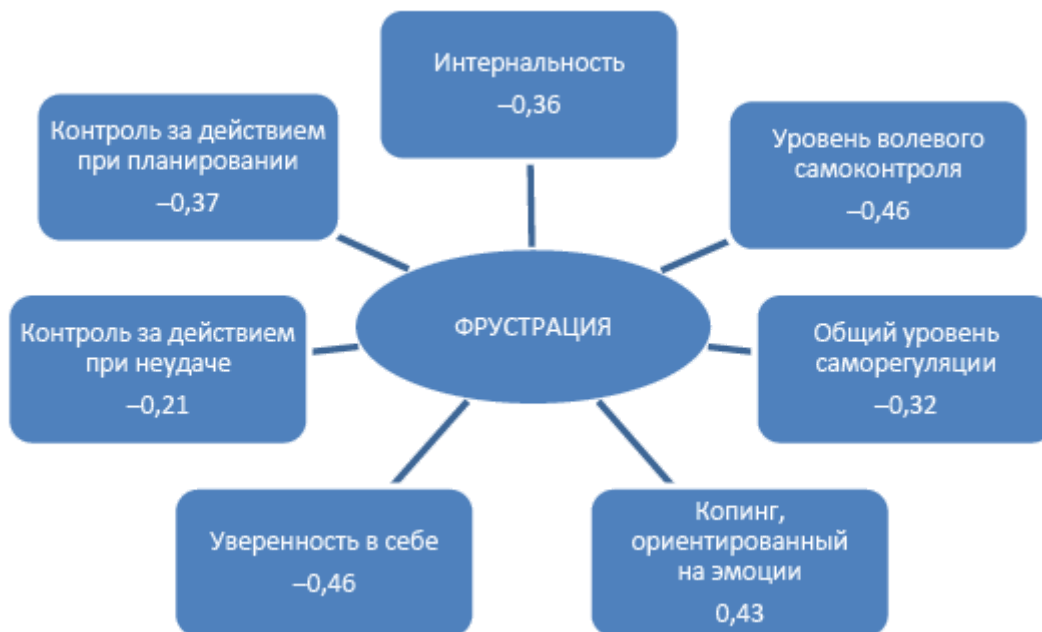 Интернальность
–0,36
Контроль за действием
при планировании
–0,37
Уровень волевого
самоконтроля
–0,46
ФРУСТРАЦИЯ
Контроль за действием
при неудаче
–0,21
Общий уровень
саморегуляции
–0,32
Уверенность в себе
–0,46
Копинг,
ориентированный
на эмоции
0,43